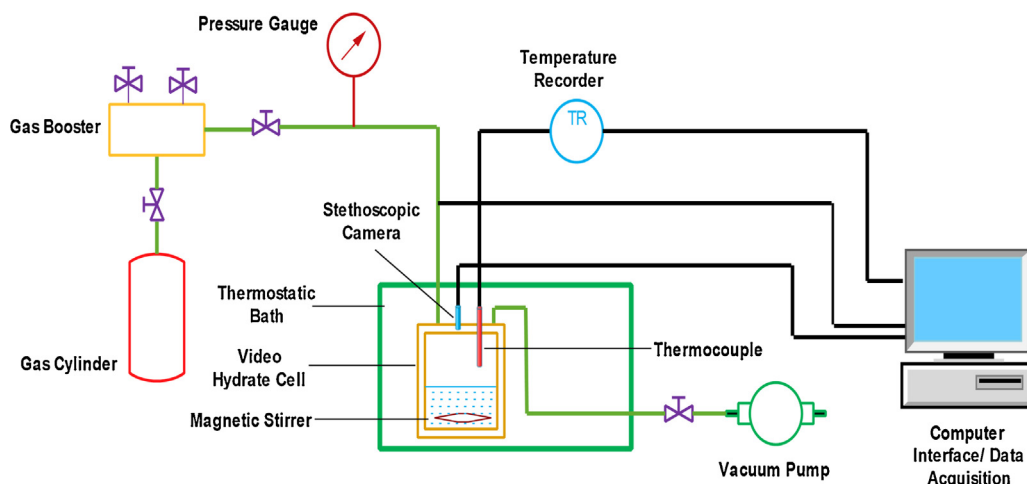 Pressure Gauge
Temperature
Recorder
TR
Gas Booster
Stethoscopic
Camera
Thermostatic
Bath
Gas Cylinder
Video
Hydrate Cell
Thermocouple
Magnetic Stirrer
Vacuum Pump
Computer
Interface/ Data
Acquisition